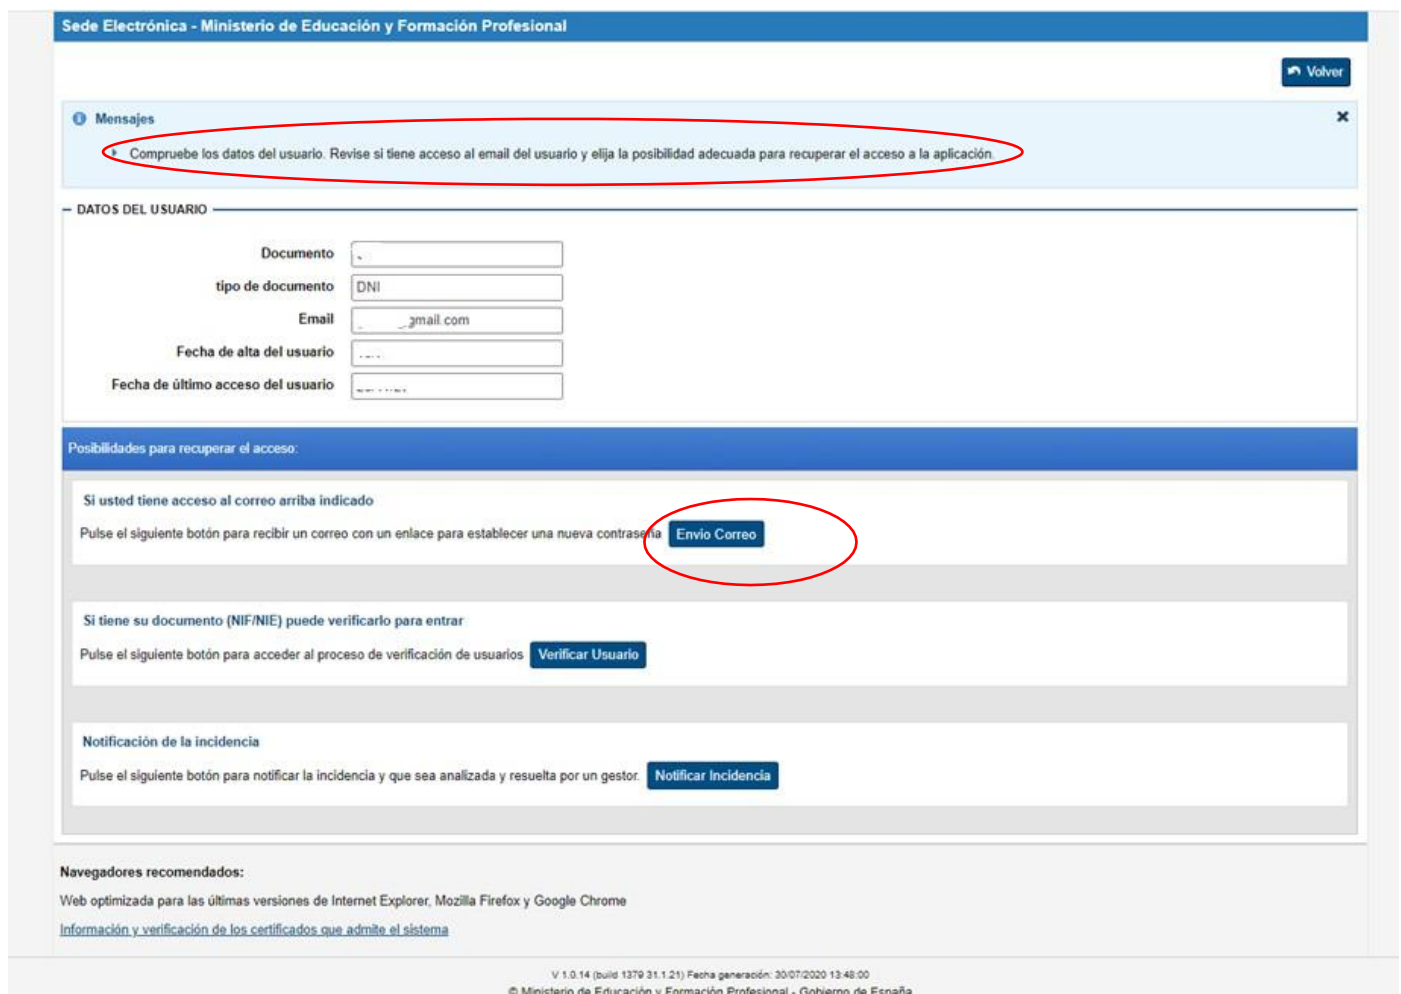 Sede Electrónica - Ministerio de Educación y Formación Profesional
Volver
Mensajes
Compruebe los datos del usuario. Revise si tiene acceso al email del usuario y elija la posibilidad adecuada para recuperar el acceso a la aplicación.
DATOS DEL USUARIO
Documento
tipo de documento DNI
Email gmail.com
Fecha de alta del usuario
Fecha de último acceso del usuario
Posibilidades para recuperar el acceso:
Si usted tiene acceso al correo arriba indicado
Pulse el siguiente botón para recibir un correo con un enlace para establecer una nueva contraseña Envio Correo
Si tiene su documento (NIF/NIE) puede verificarlo para entrar
Pulse el siguiente botón para acceder al proceso de verificación de usuarios Verificar Usuario
Notificación de la incidencia
Pulse el siguiente botón para notificar la incidencia y que sea analizada y resuelta por un gestor. Notificar Incidencia
Navegadores recomendados:
Web optimizada para las últimas versiones de Internet Explorer, Mozilla Firefox y Google Chrome
Información y verificación de los certificados que admite el sistema
V 1.0.14 (build 1379 31.1.21) Fecha generación: 30/07/2020 13:48:00
© Ministerio de Educación y Formación Profesional - Gobierno de España